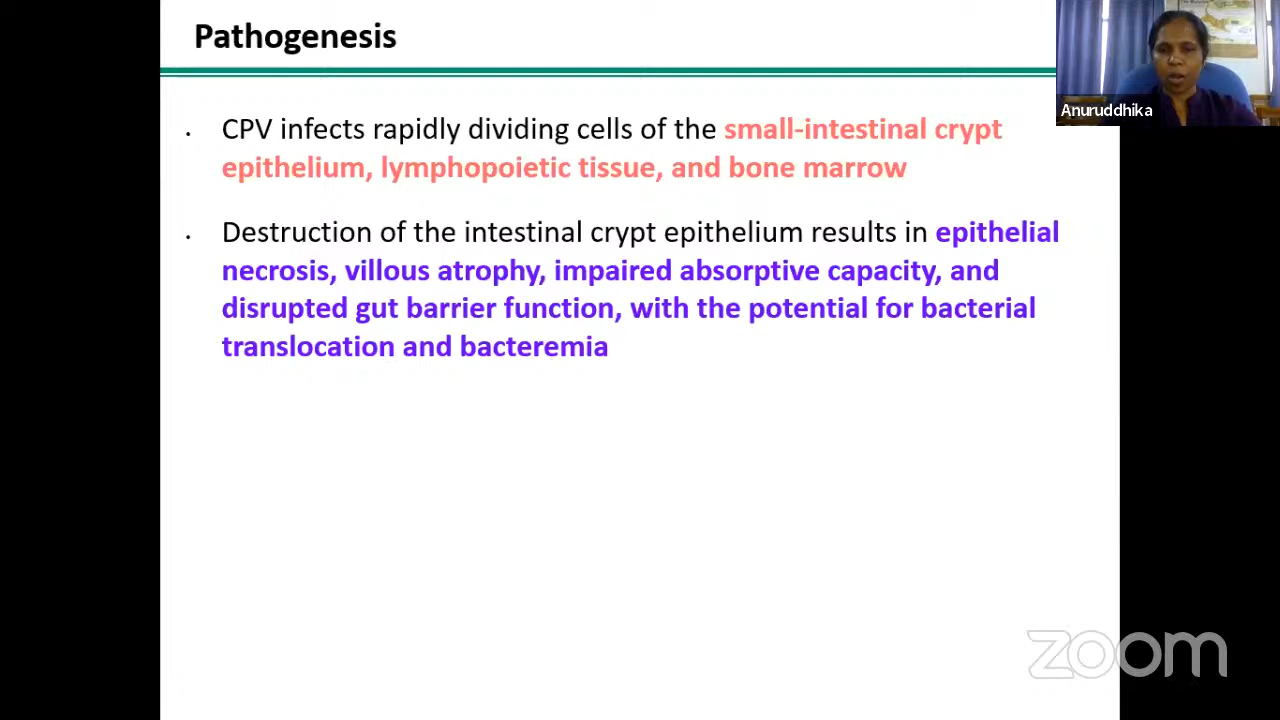 Pathogenesis
Anuruddhika
• CPV infects rapidly dividing cells of the small-intestinal crypt
epithelium, lymphopoietic tissue, and bone marrow
• Destruction of the intestinal crypt epithelium results in epithelial
necrosis, villous atrophy, impaired absorptive capacity, and
disrupted gut barrier function, with the potential for bacterial
translocation and bacteremia
zoom